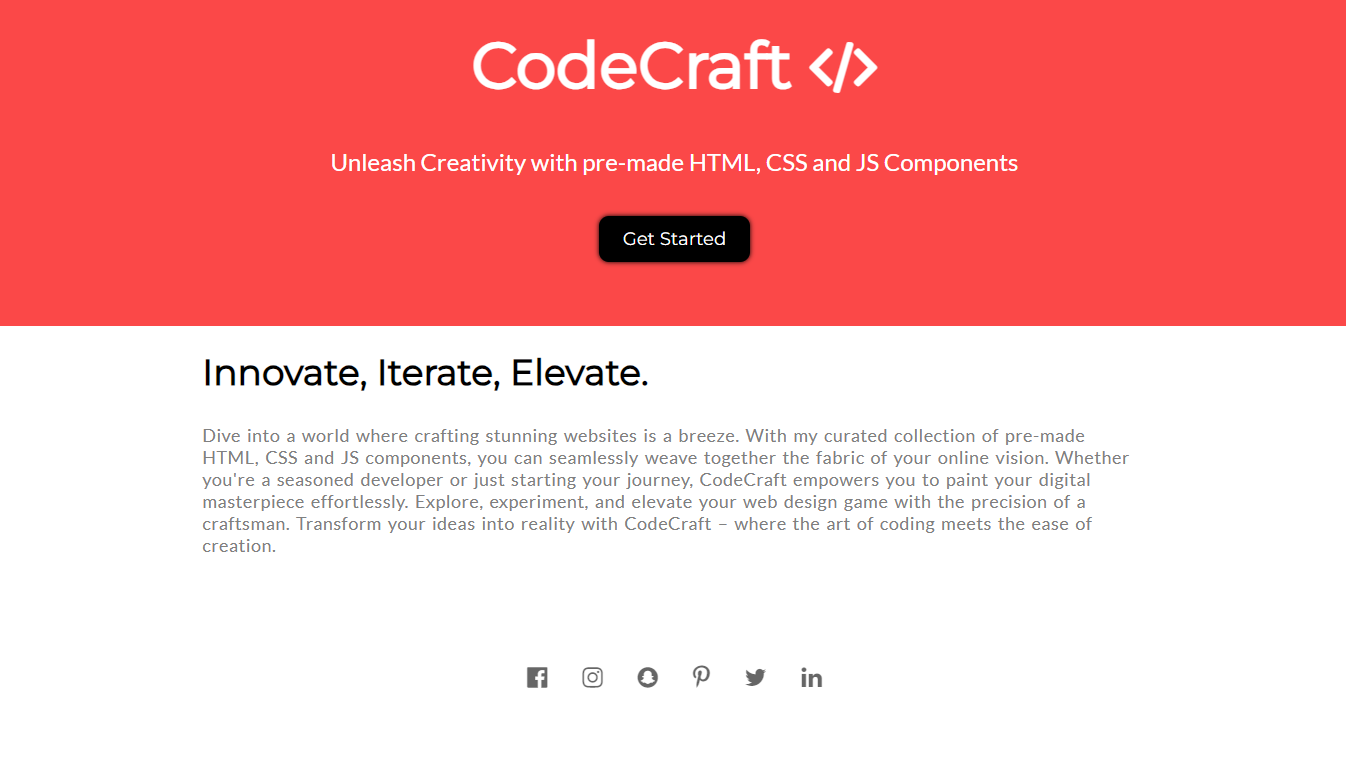 CodeCraft </>
Unleash Creativity with pre-made HTML, CSS and JS Components
Get Started
Innovate, Iterate, Elevate.
Dive into a world where crafting stunning websites is a breeze. With my curated collection of pre-made
HTML, CSS and JS components, you can seamlessly weave together the fabric of your online vision. Whether
you're a seasoned developer or just starting your journey, CodeCraft empowers you to paint your digital
masterpiece effortlessly. Explore, experiment, and elevate your web design game with the precision of a
craftsman. Transform your ideas into reality with CodeCraft – where the art of coding meets the ease of
creation.